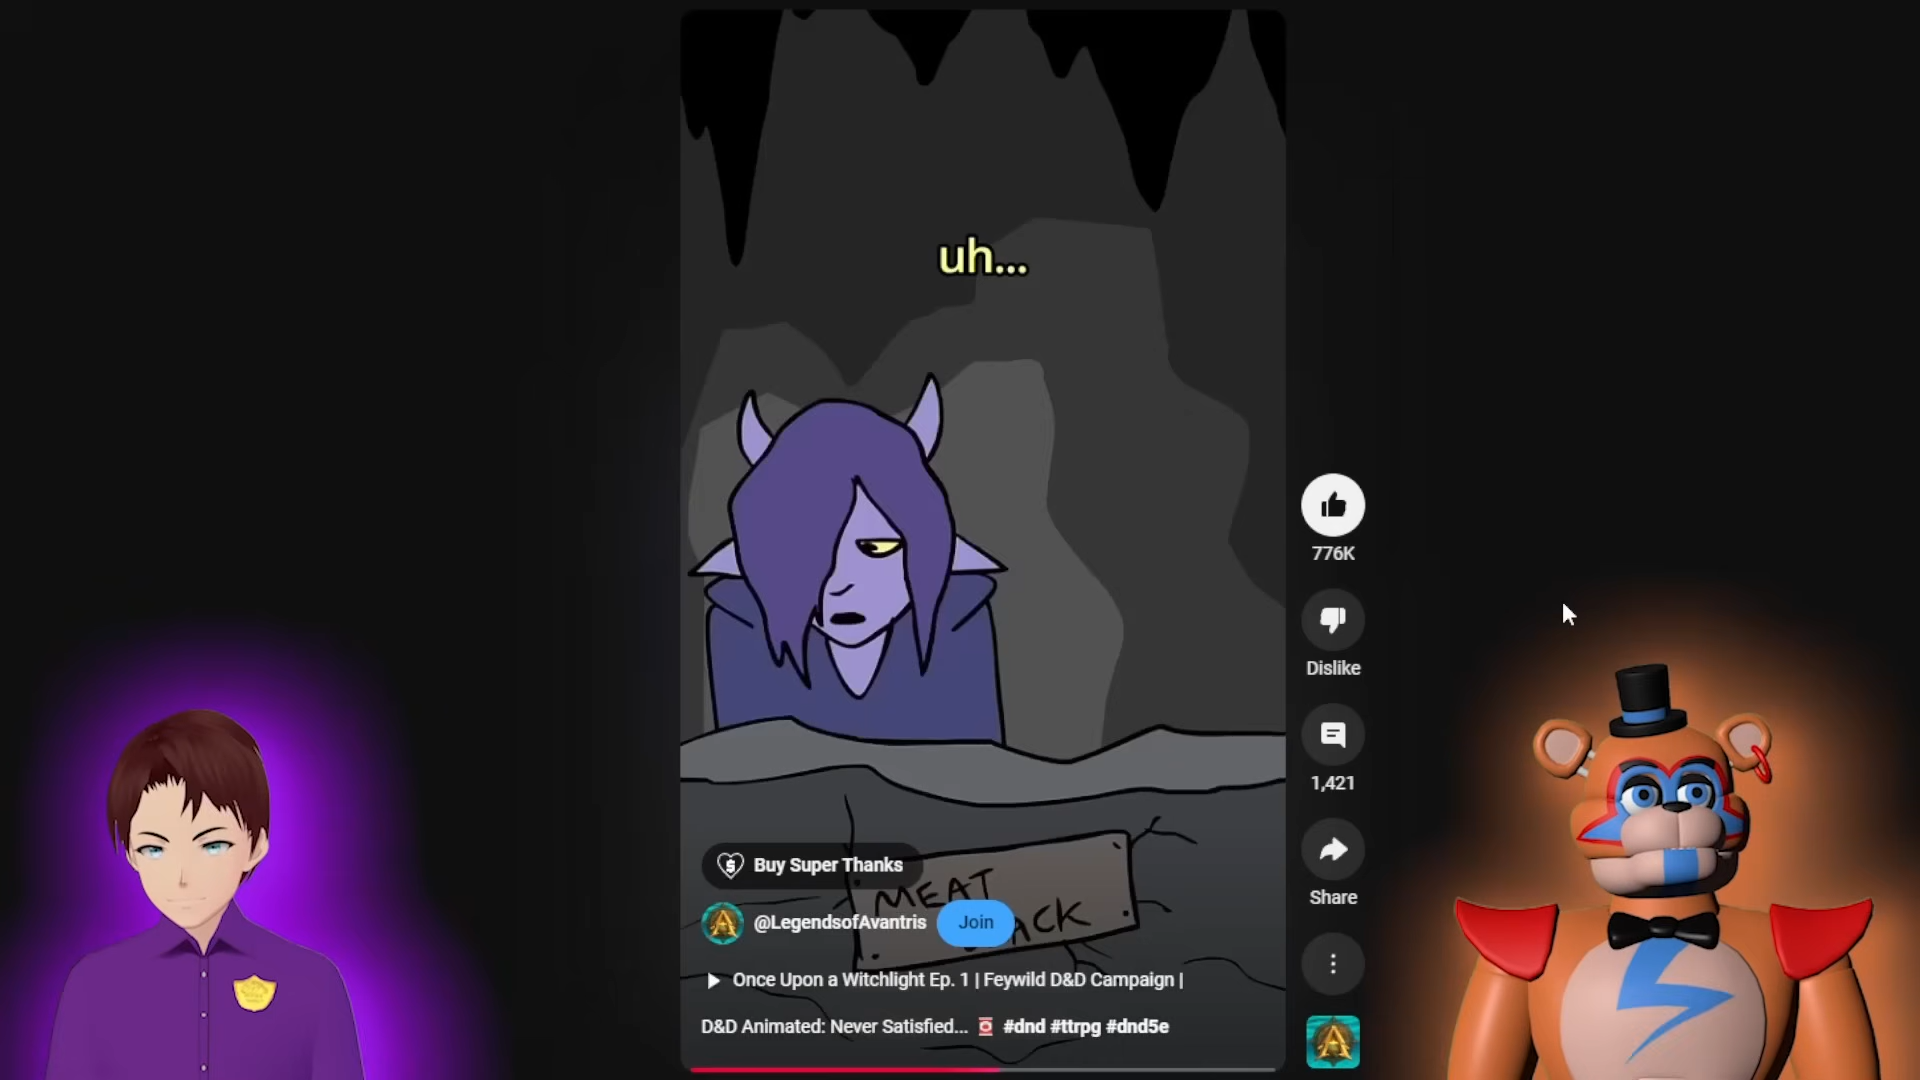 uh...
776K
Dislike
1,421
Share
Buy Super Thanks
MEAT
ACK
@LegendsofAvantris
Join
Once Upon a Witchlight Ep. 1 | Feywild D&D Campaign |
D&D Animated: Never Satisfied... #dnd #ttrpg #dnd5e